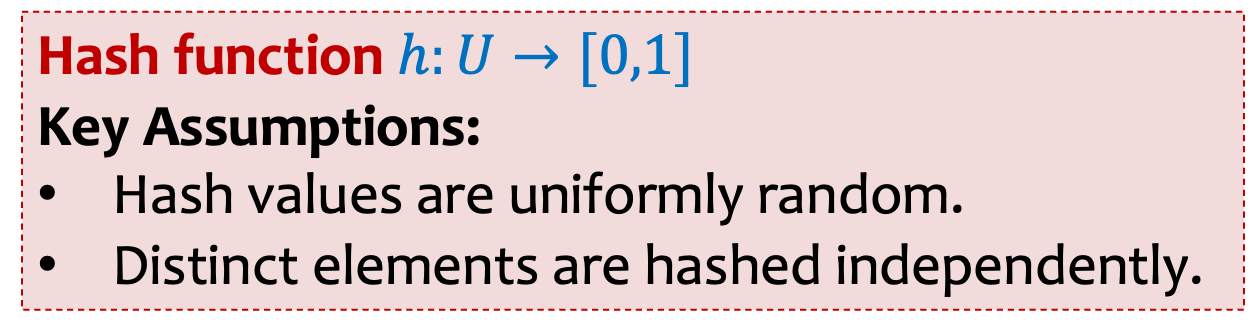 Hash function h: U → [0,1]
Key Assumptions:
• Hash values are uniformly random.
• Distinct elements are hashed independently.